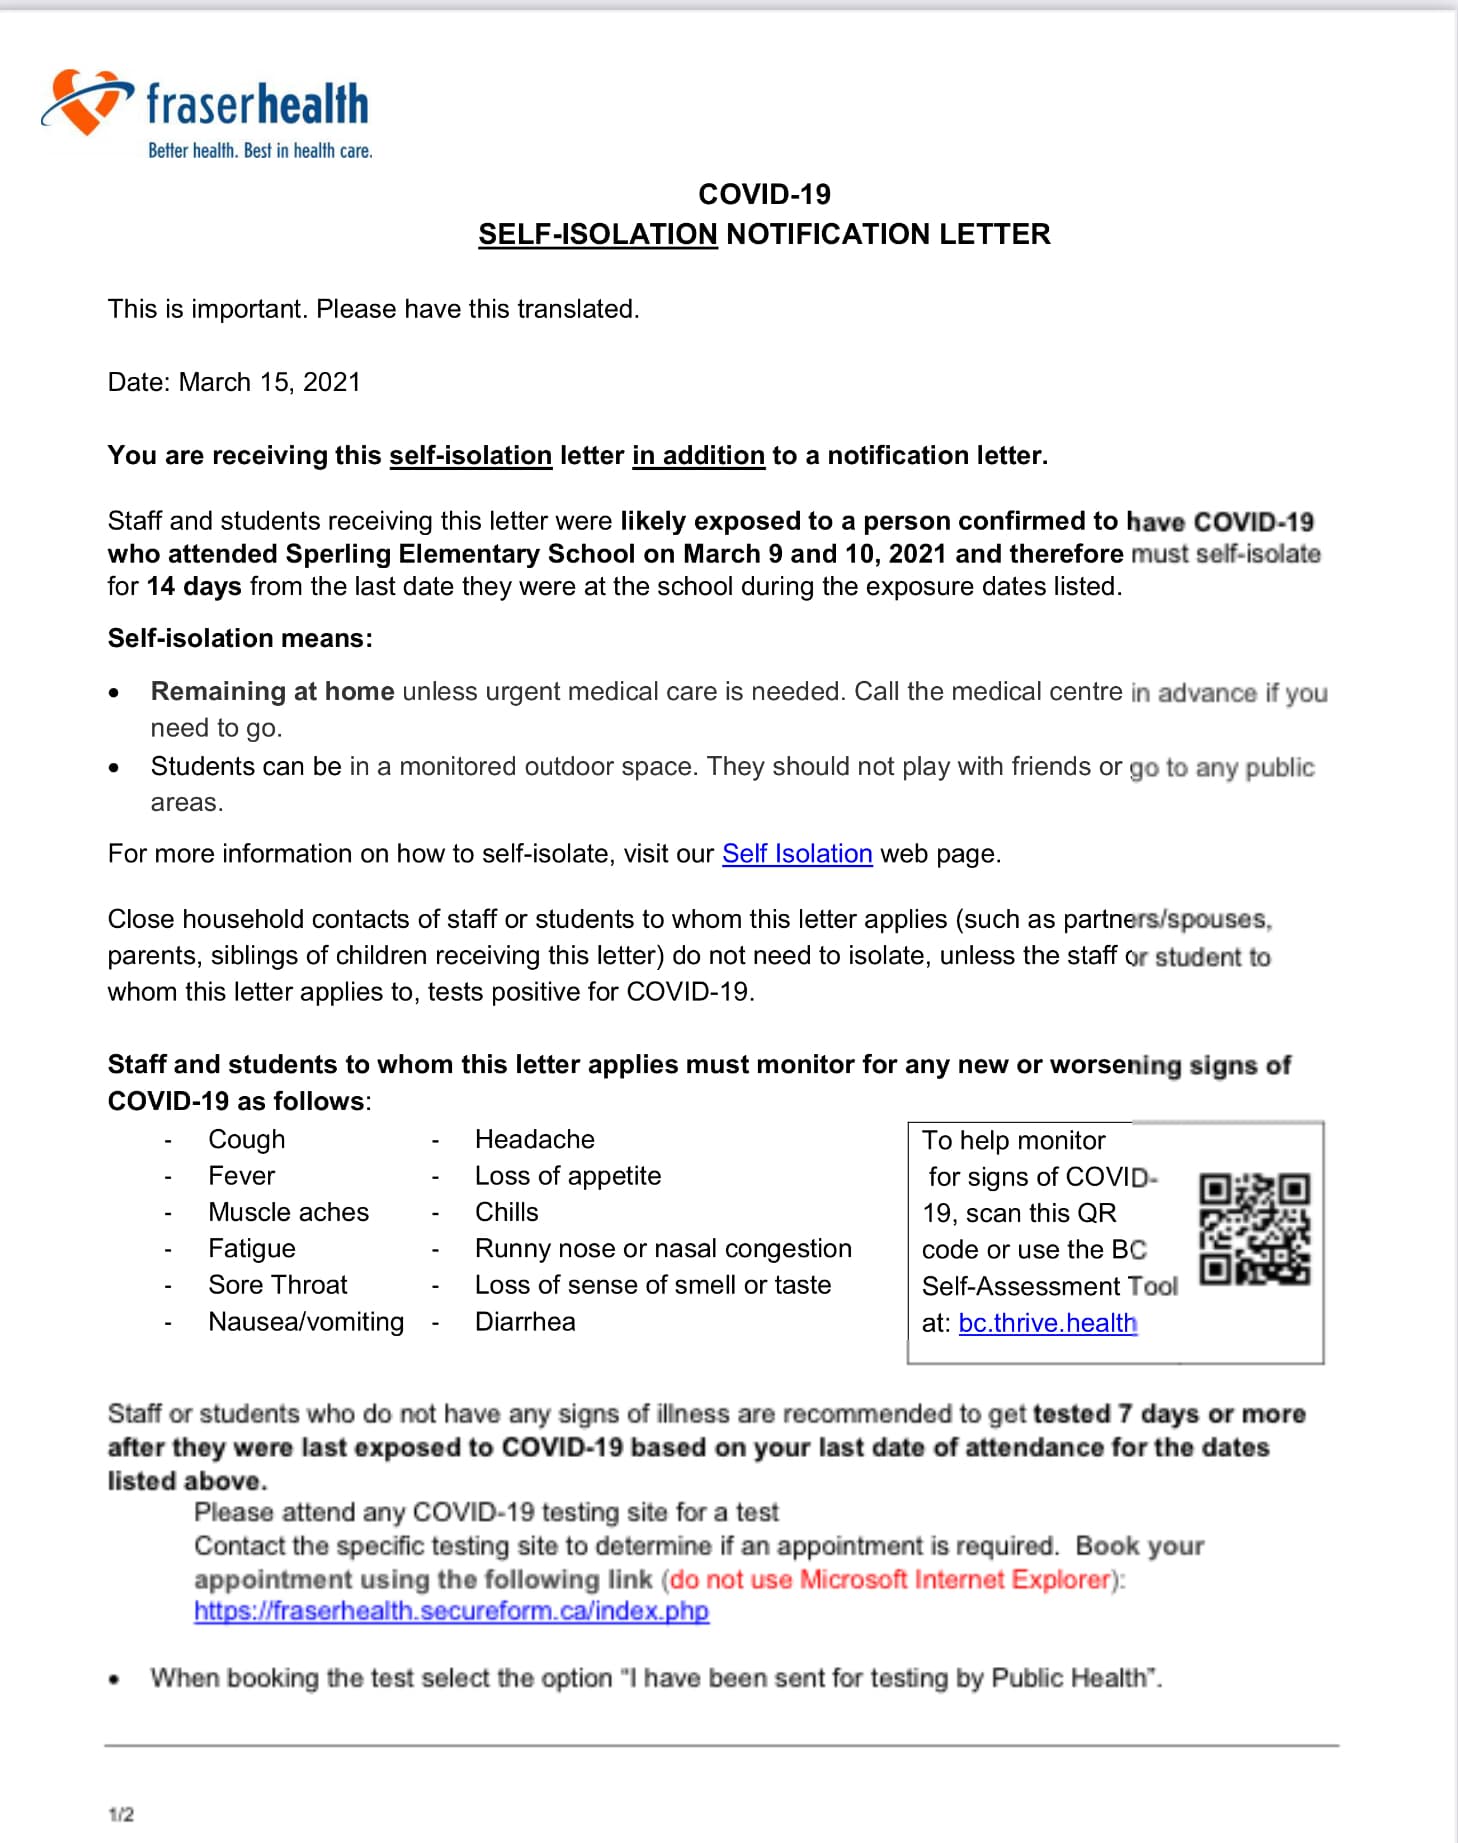 fraserhealth
Better health. Best in health care.
COVID-19
SELF-ISOLATION NOTIFICATION LETTER
This is important. Please have this translated.
Date: March 15, 2021
You are receiving this self-isolation letter in addition to a notification letter.
Staff and students receiving this letter were likely exposed to a person confirmed to have COVID-19
who attended Sperling Elementary School on March 9 and 10, 2021 and therefore must self-isolate
for 14 days from the last date they were at the school during the exposure dates listed.
Self-isolation means:
• Remaining at home unless urgent medical care is needed. Call the medical centre in advance if you
need to go.
• Students can be in a monitored outdoor space. They should not play with friends or go to any public
areas.
For more information on how to self-isolate, visit our Self Isolation web page.
Close household contacts of staff or students to whom this letter applies (such as partners/spouses,
parents, siblings of children receiving this letter) do not need to isolate, unless the staff or student to
whom this letter applies to, tests positive for COVID-19.
Staff and students to whom this letter applies must monitor for any new or worsening signs of
COVID-19 as follows:
- Cough
- Fever
- Muscle aches
- Fatigue
- Sore Throat
- Nausea/vomiting
- Headache
- Loss of appetite
- Chills
- Runny nose or nasal congestion
- Loss of sense of smell or taste
- Diarrhea
To help monitor
for signs of COVID-
19, scan this QR
code or use the BC
Self-Assessment Tool
at: bc.thrive.health
Staff or students who do not have any signs of illness are recommended to get tested 7 days or more
after they were last exposed to COVID-19 based on your last date of attendance for the dates
listed above.
Please attend any COVID-19 testing site for a test
Contact the specific testing site to determine if an appointment is required. Book your
appointment using the following link (do not use Microsoft Internet Explorer):
https://fraserhealth.secureform.ca/index.php
• When booking the test select the option "I have been sent for testing by Public Health".
1/2